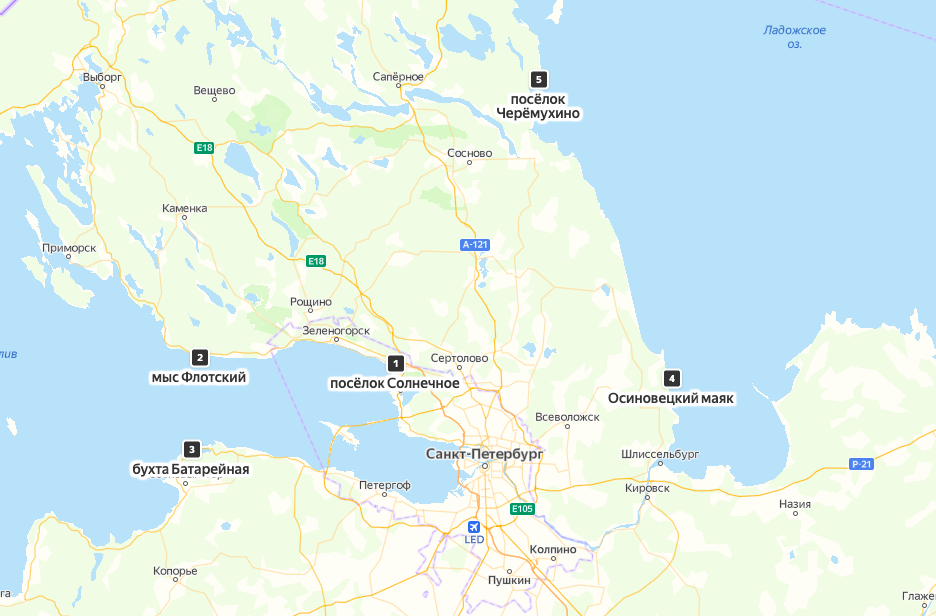 Ладожское
оз.
Выборг
Сапёрное
5
Вещево
посёлок
Черёмухино
E18
Сосново
Каменка
А-121
Приморск
E18
Рощино
Зеленогорск
лив
2
1
Сертолово
мыс Флотский
посёлок Солнечное
4
Осиновецкий маяк
Всеволожск
3
Санкт-Петербург
Шлиссельбург
бухта Батарейная
Р-21
Петергоф
Кировск
Назия
E105
LED
Колпино
Копорье
Пушкин
га
Глаже